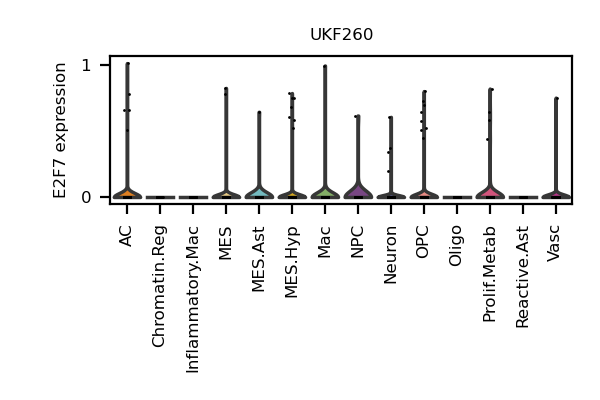 UKF260
E2F7 expression
1
0
AC
Chromatin.Reg
Inflammatory.Mac
MES
MES.Ast
MES.Hyp
Mac
NPC
Neuron
OPC
Oligo
Prolif.Metab
Reactive.Ast
Vasc